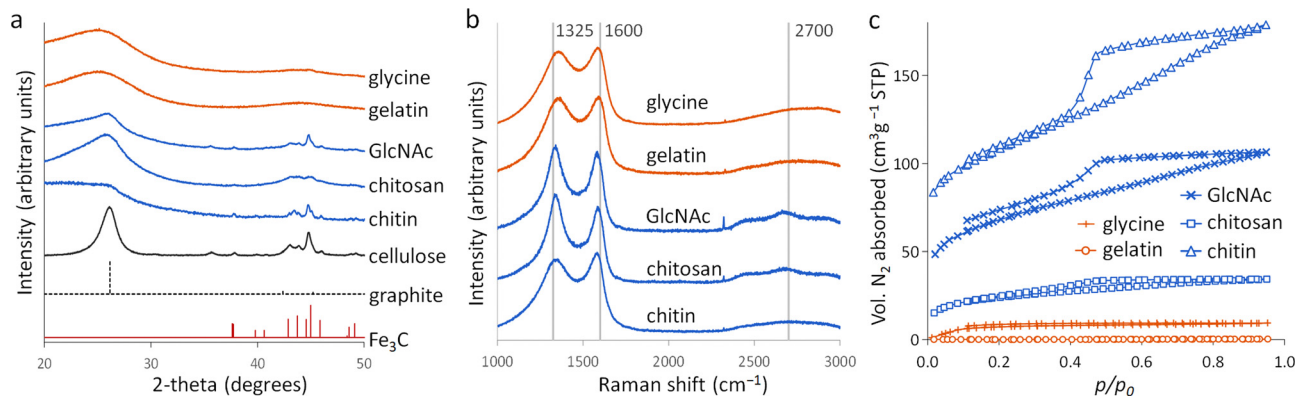 a
Intensity (arbitrary units)
glycine
gelatin
GlcNAc
chitosan
chitin
cellulose
graphite
Fe3C
20 30 40 50
2-theta (degrees)
b
Intensity (arbitrary units)
1325 1600 2700
glycine
gelatin
GlcNAc
chitosan
chitin
1000 1500 2000 2500 3000
Raman shift (cm⁻¹)
c
Vol. N₂ absorbed (cm³g⁻¹ STP)
150
100
50
0
GlcNAc
glycine chitosan
gelatin chitin
0.0 0.2 0.4 0.6 0.8 1.0
p/p₀